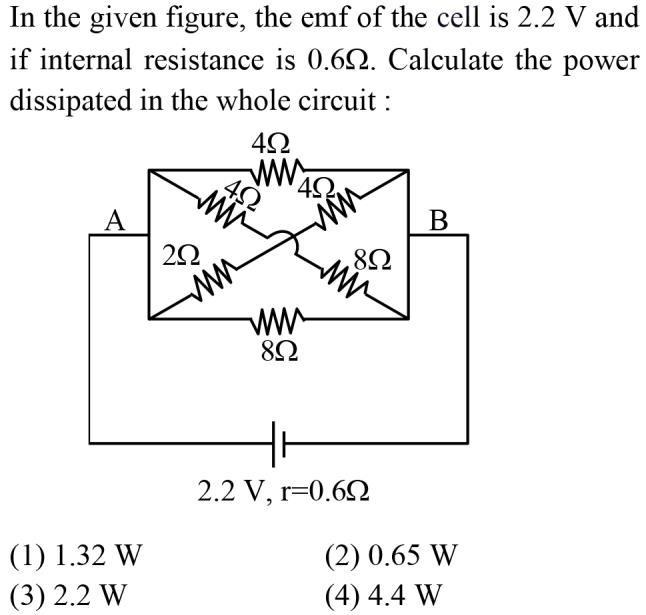 In the given figure, the emf of the cell is 2.2 V and
if internal resistance is 0.6Ω. Calculate the power
dissipated in the whole circuit :
4Ω
4Ω 4Ω
A B
2Ω 8Ω
8Ω
2.2 V, r=0.6Ω
(1) 1.32 W (2) 0.65 W
(3) 2.2 W (4) 4.4 W